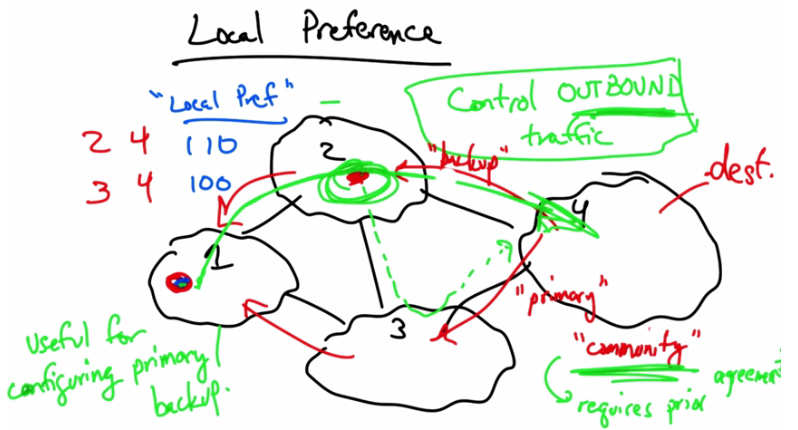 Local Preference
"Local Pref"
2 4 110
3 4 100
Control OUTBOUND
traffic
2
"backup"
dest.
4
1
"primary"
3
"community"
requires prior agreement
Useful for
configuring primary
backup.